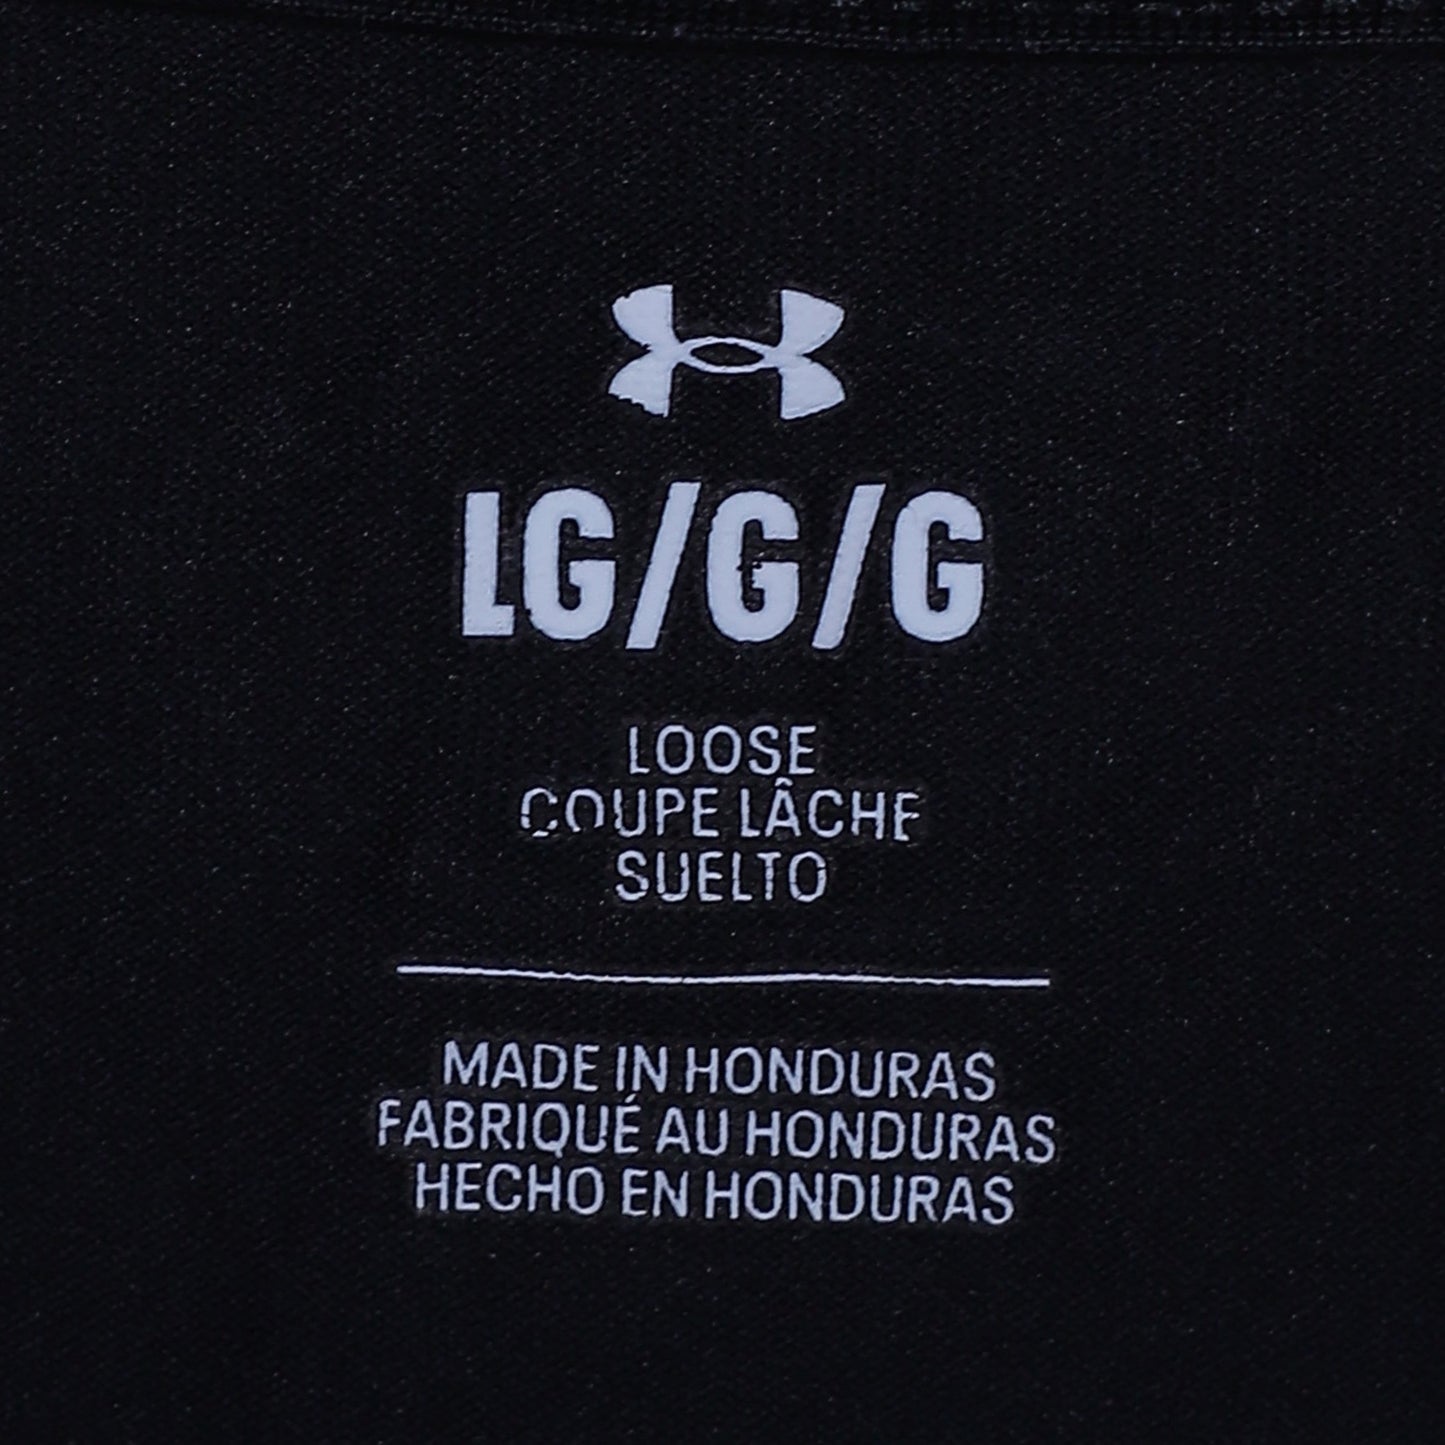 LG/G/G
LOOSE
COUPE LÂCHE
SUELTO
MADE IN HONDURAS
FABRIQUÉ AU HONDURAS
HECHO EN HONDURAS